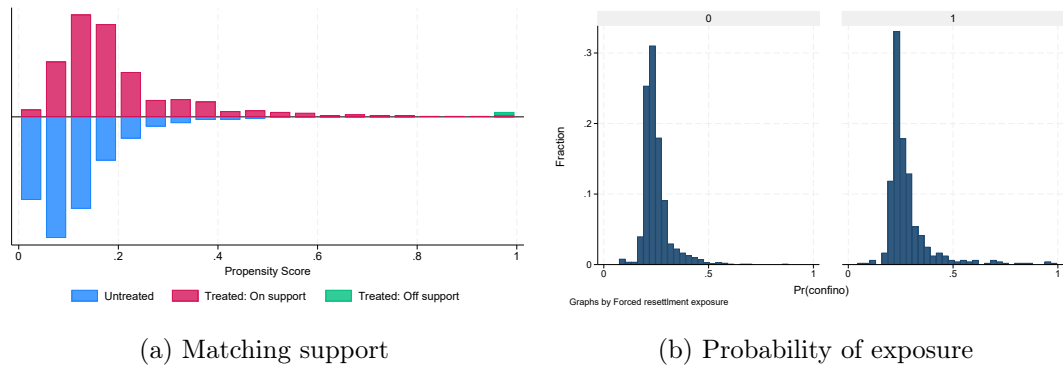 0 .2 .4 .6 .8 1
Propensity Score
Untreated Treated: On support Treated: Off support
(a) Matching support
0 1
.3
.2
.1
0
Fraction
0 .5 1 0 .5 1
Pr(confino)
Graphs by Forced resettlment exposure
(b) Probability of exposure